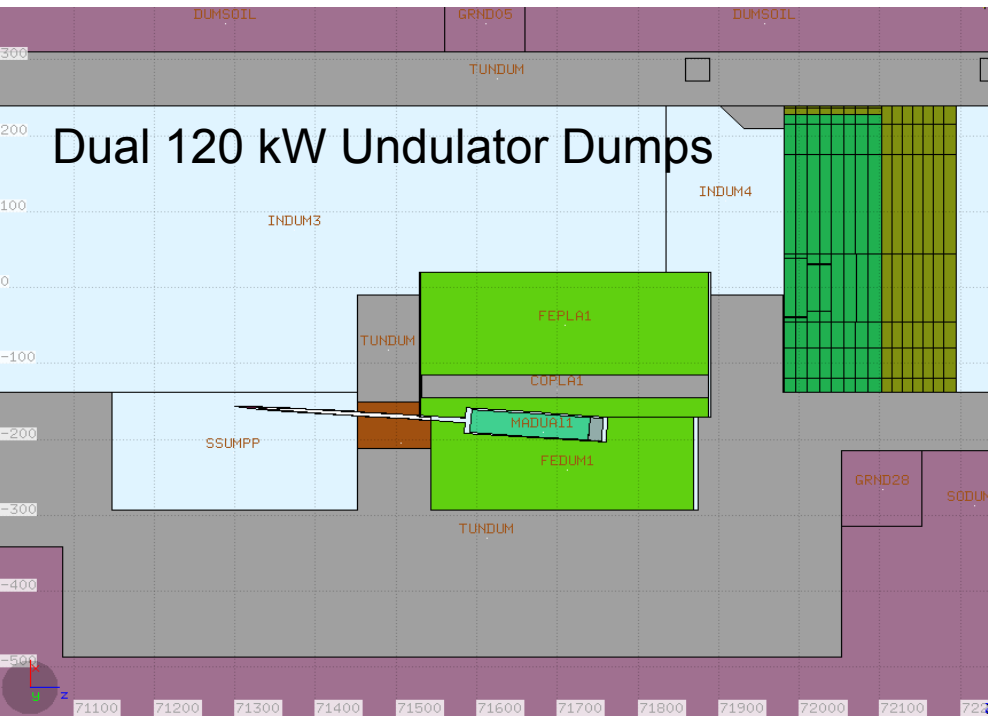 DUMSOIL GRND05 DUMSOIL
300
TUNDUM
200
Dual 120 kW Undulator Dumps
INDUM4
100
INDUM3
0
FEPLA1
TUNDUM
-100
COPLA1
MADUAl1
-200
SSUMPP
FEDUM1
GRND28
SODUM
-300
TUNDUM
-400
-500
y z
71100 71200 71300 71400 71500 71600 71700 71800 71900 72000 72100